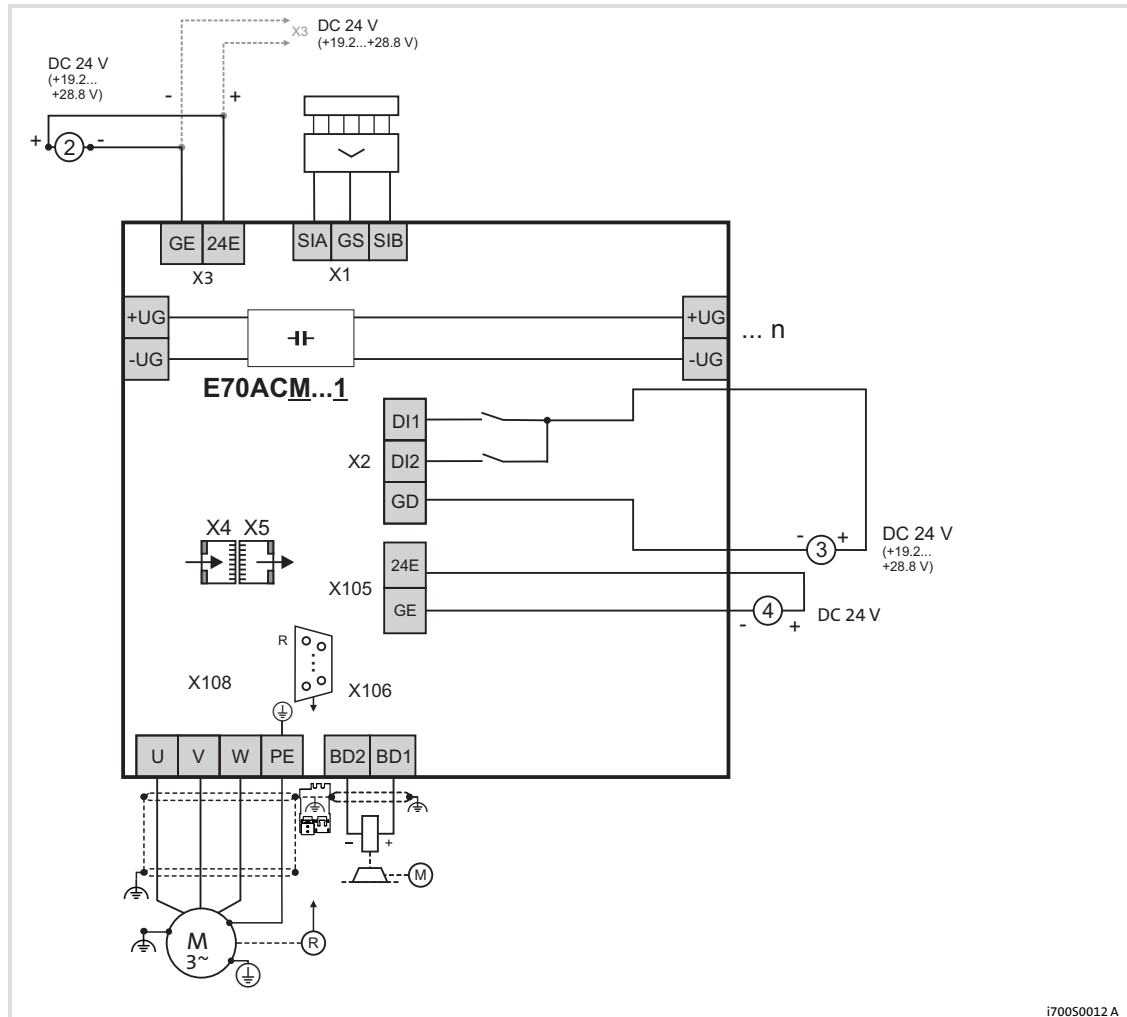 X3
DC 24 V
(+19.2...+28.8 V)
DC 24 V
(+19.2...
+28.8 V)
-
+
+
2
-
GE
24E
SIA
GS
SIB
X3
X1
+UG
+UG
... n
-UG
-UG
E70ACM...1
DI1
X2
DI2
GD
X4
X5
-
3
+
DC 24 V
(+19.2...
+28.8 V)
24E
X105
GE
-
4
+
DC 24 V
R
X108
X106
U
V
W
PE
BD2
BD1
-
+
M
M
3~
R
i700S0012 A